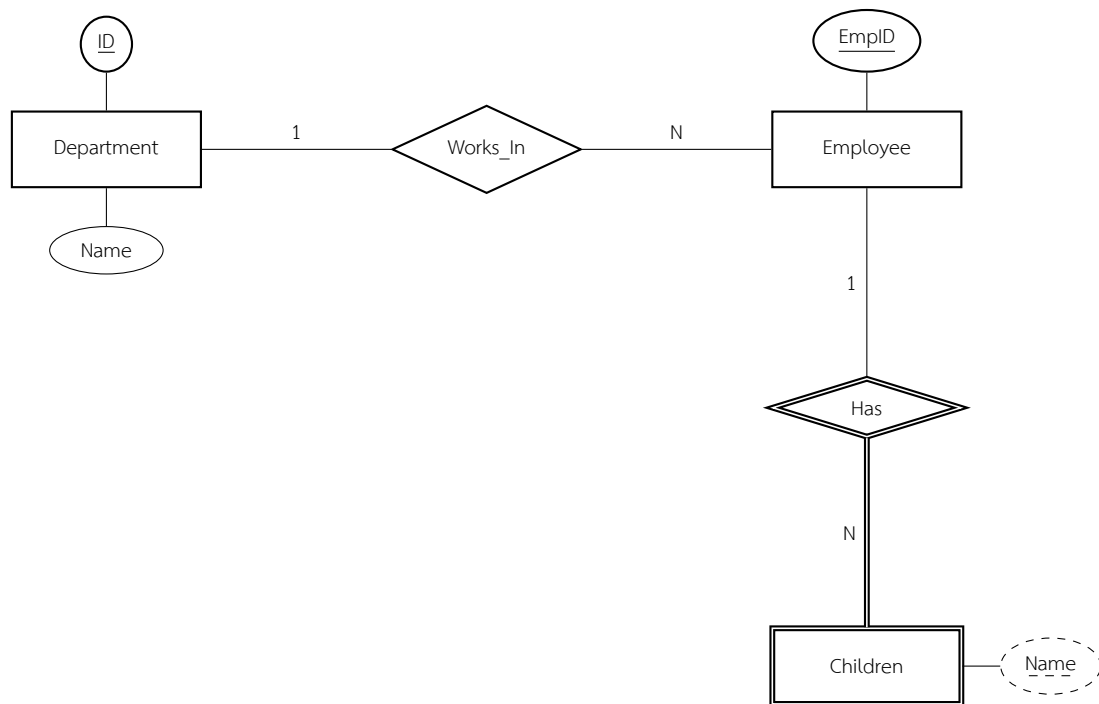 ID
EmpID
Department
1
Works_In
N
Employee
Name
1
Has
N
Children
Name